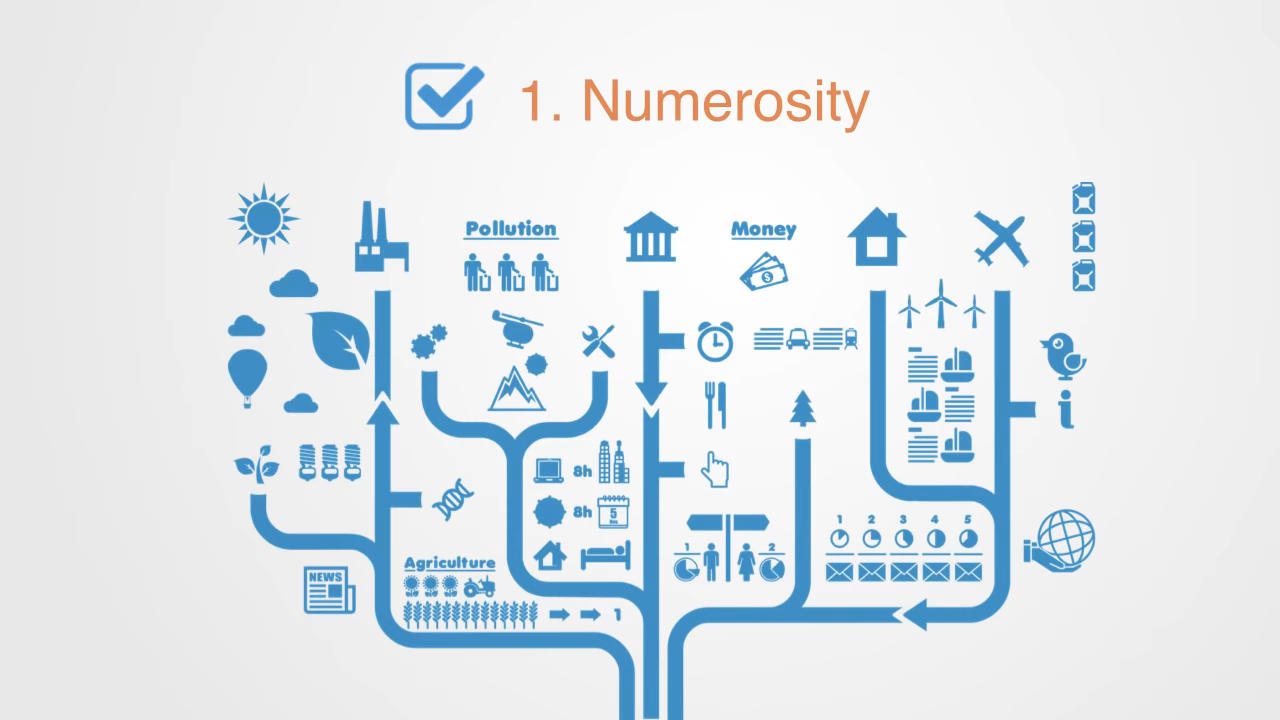 1. Numerosity
Pollution
Money
$
8h
8h
5
i
1 2 3 4 5
1
2
Agriculture
NEWS
1